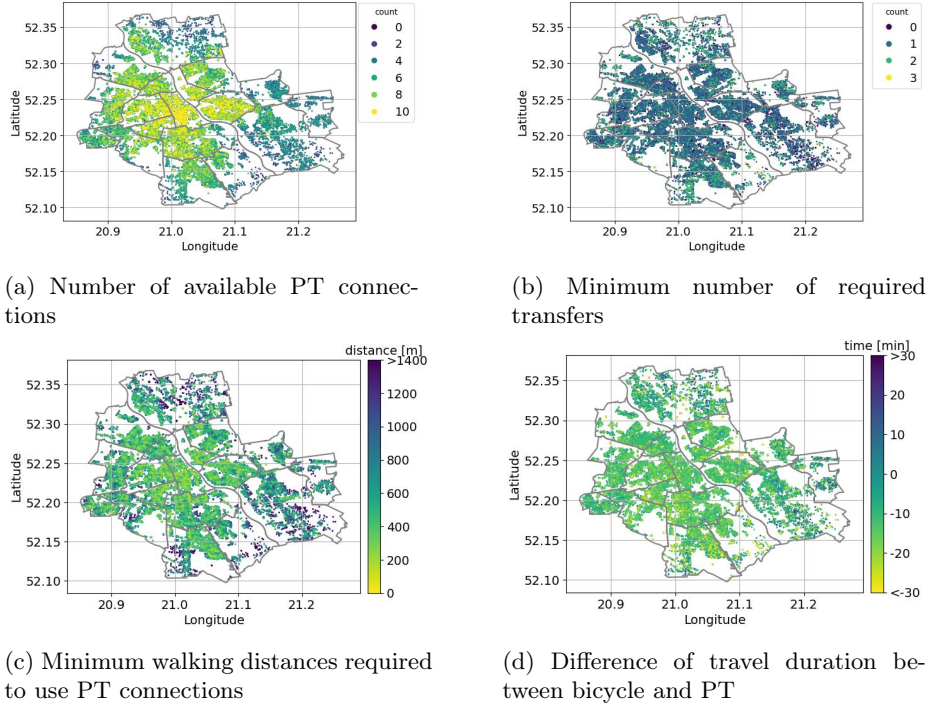 52.35
52.30
52.25
52.20
52.15
52.10
Latitude
20.9 21.0 21.1 21.2
Longitude
count
0
2
4
6
8
10
52.35
52.30
52.25
52.20
52.15
52.10
Latitude
20.9 21.0 21.1 21.2
Longitude
count
0
1
2
3
(a) Number of available PT connec-
tions
(b) Minimum number of required
transfers
52.35
52.30
52.25
52.20
52.15
52.10
Latitude
20.9 21.0 21.1 21.2
Longitude
distance [m]
>1400
1200
1000
800
600
400
200
0
52.35
52.30
52.25
52.20
52.15
52.10
Latitude
20.9 21.0 21.1 21.2
Longitude
time [min]
>30
20
10
0
-10
-20
<-30
(c) Minimum walking distances required
to use PT connections
(d) Difference of travel duration be-
tween bicycle and PT